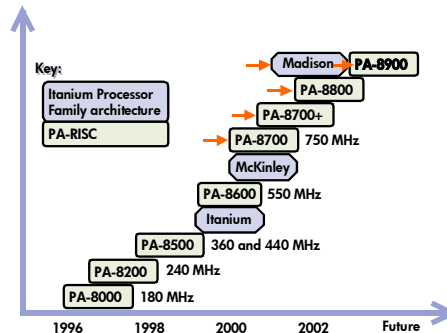 Madison PA-8900
Key:
PA-8800
Itanium Processor
Family architecture
PA-8700+
PA-RISC
PA-8700 750 MHz
McKinley
PA-8600 550 MHz
Itanium
PA-8500 360 and 440 MHz
PA-8200 240 MHz
PA-8000 180 MHz
1996 1998 2000 2002 Future